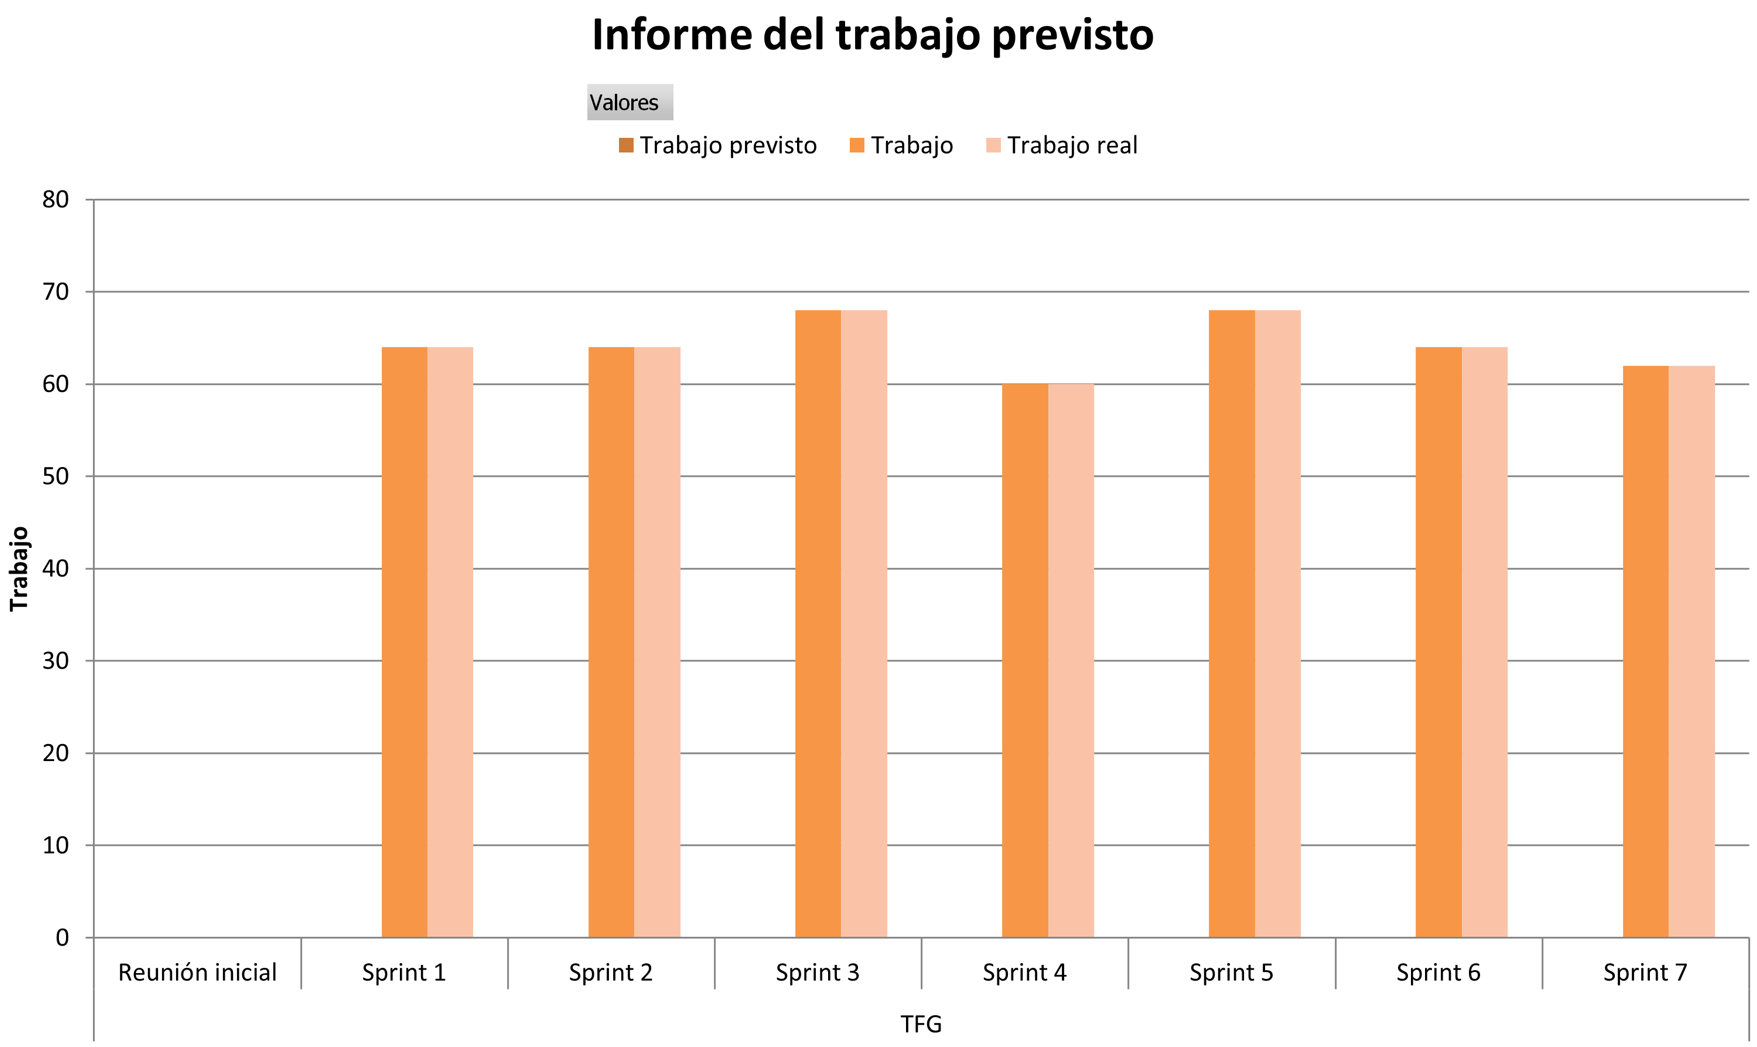 Informe del trabajo previsto
Valores
Trabajo previsto Trabajo Trabajo real
80
70
60
50
40
30
20
10
0
Trabajo
Reunión inicial Sprint 1 Sprint 2 Sprint 3 Sprint 4 Sprint 5 Sprint 6 Sprint 7
TFG